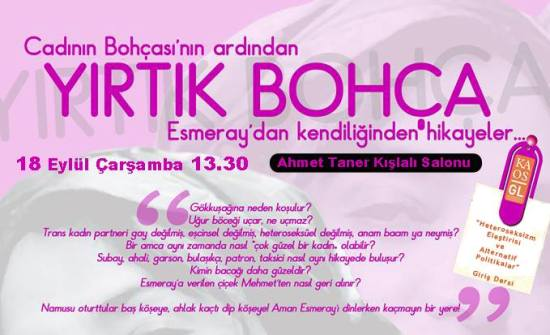 Cadının Bohçası'nın ardından
YIRTIK BOHÇA
Esmeray'dan kendiliğinden hikayeler...
18 Eylül Çarşamba 13.30
Ahmet Taner Kışlalı Salonu
KAOS GL
"Heteroseksizm
Eleştirisi
ve
Alternatif
Politikalar"
Giriş Dersi
"
Gökkuşağına neden koşulur?
Uğur böceği uçar, ne uçmaz?
Trans kadın partneri gay değilmiş, eşcinsel değilmiş, heteroseksüel değilmiş, anam baam ya neymiş?
Bir amca aynı zamanda nasıl "çok güzel bir kadın" olabilir?
Subay, ahali, garson, bulaşıkçı, patron, taksici nasıl aynı hikayede buluşur?
Kimin bacağı daha güzeldir?
Esmeray'a verilen çiçek Mehmet'ten nasıl geri alınır?
Namusu oturttular baş köşeye, ahlak kaçtı dip köşeye! Aman Esmeray'ı dinlerken kaçmayın bir yere!
"